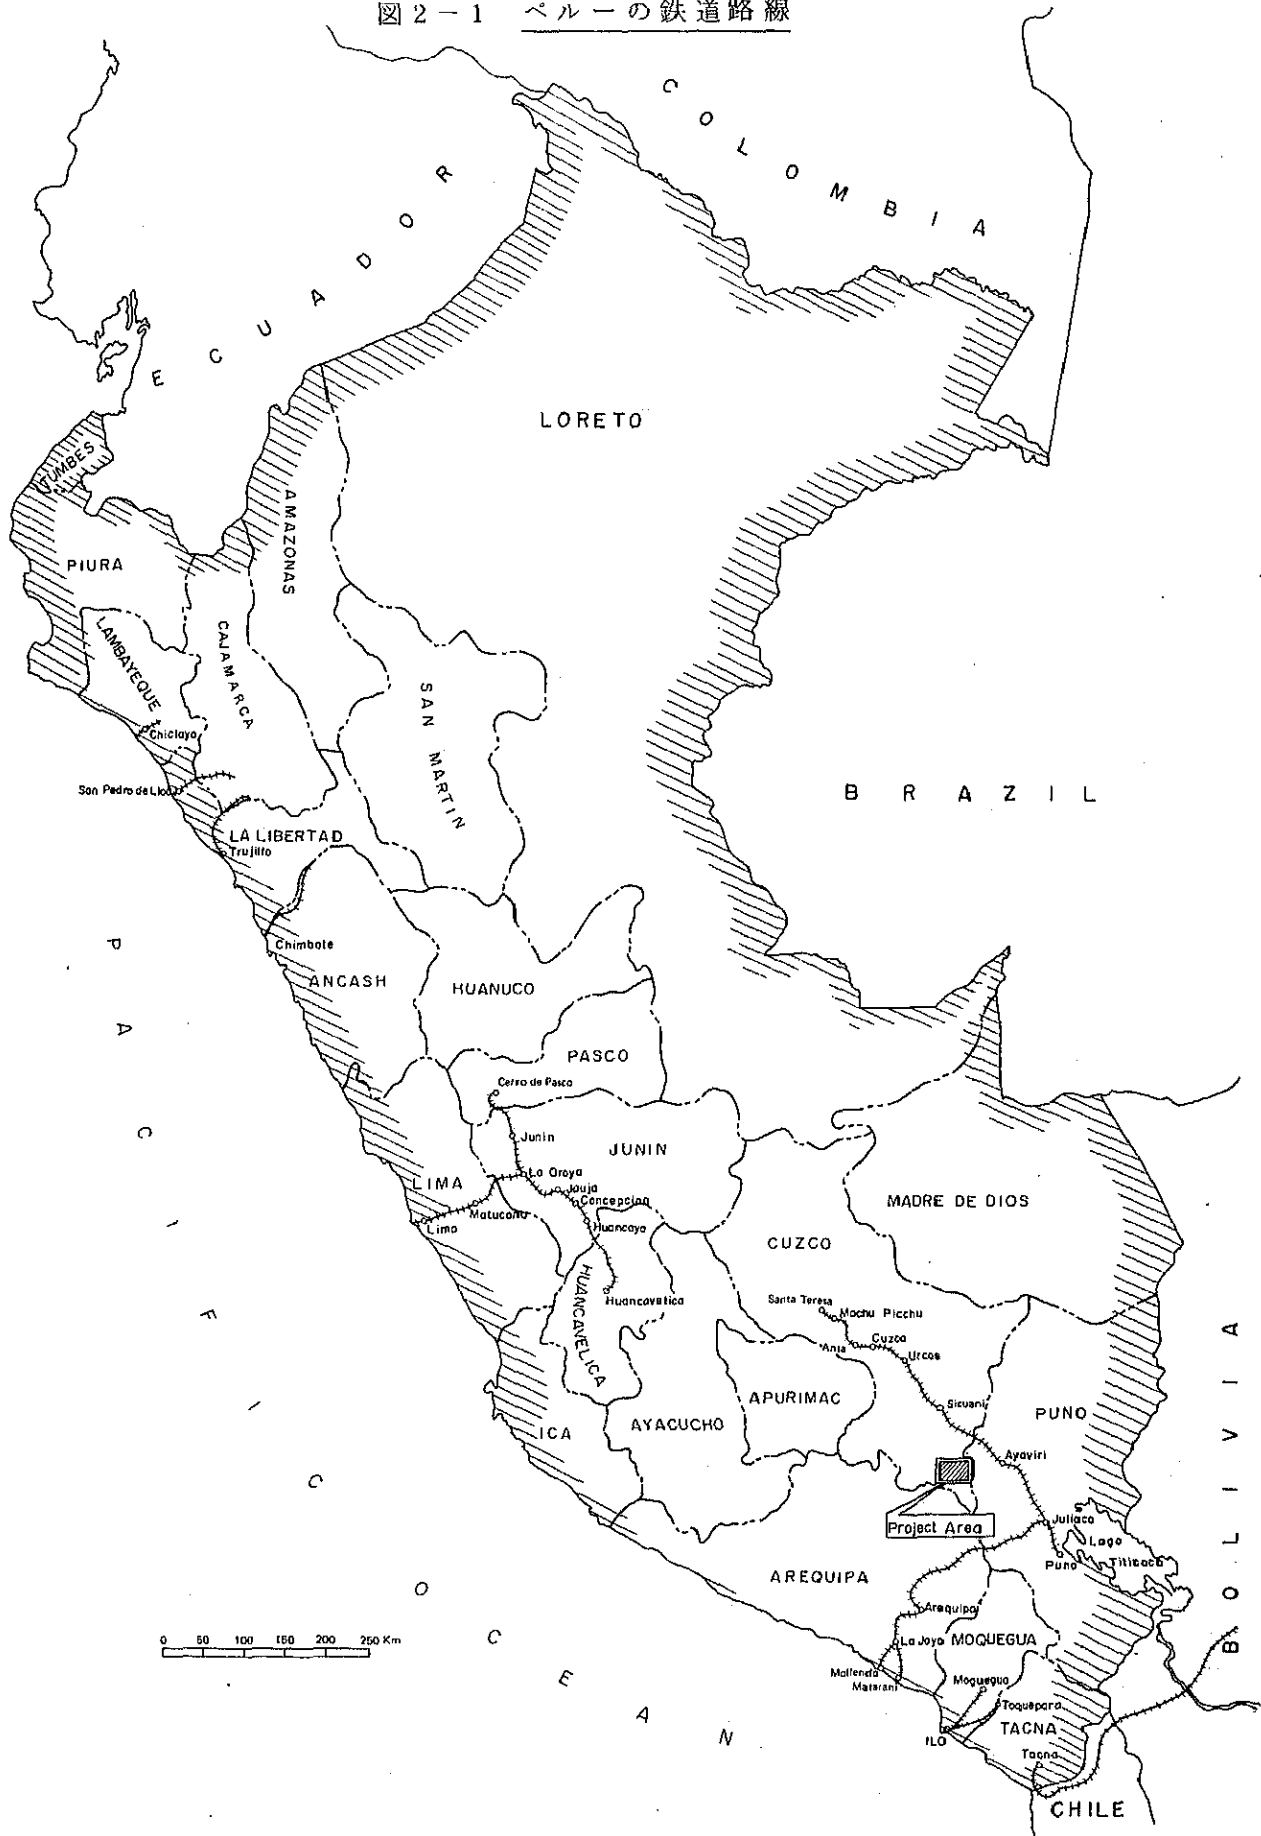 図2-1 ペルーの鉄道路線
COLOMBIA
ECUADOR
LORETO
TUMBES
AMAZONAS
PIURA
LAMBAYEQUE
CAJAMARCA
SAN MARTIN
Chiclayo
San Pedro de Lloc
BRAZIL
LA LIBERTAD
Trujillo
Chimbote
ANCASH
HUANUCO
PASCO
Cerro de Pasco
Junin
JUNIN
La Oroya
Jauja
LIMA
Concepcion
Matucana
Lima
Huancayo
MADRE DE DIOS
CUZCO
HUANCAVELICA
Huancavelica
Santa Teresa
Machu Picchu
Cuzco
Anta
Urcos
APURIMAC
Sicuani
PUNO
AYACUCHO
ICA
Ayaviri
Project Area
Juliaca
Lago
Titicaca
Puno
AREQUIPA
Arequipa
La Joya
MOQUEGUA
Mollendo
Matarani
Moquegua
Toquepara
ILO
TACNA
Tacna
CHILE
BOLIVIA
PACIFIC OCEAN
0 50 100 150 200 250 Km